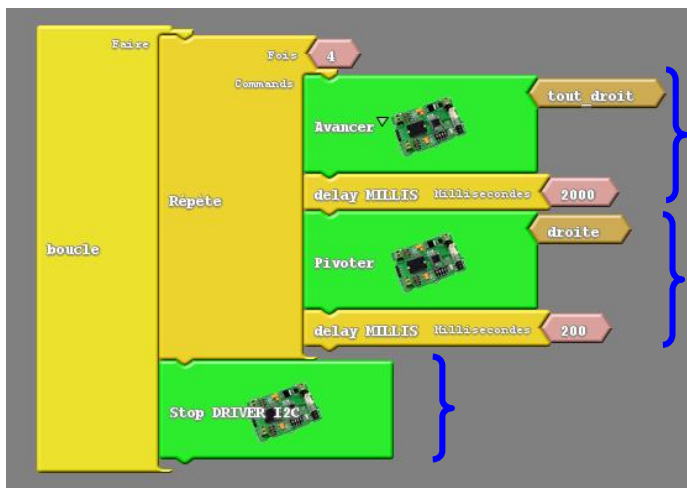 Faire
Fois 4
Commands
Avancer tout_droit
Répète
delay MILLIS Millisecondes 2000
droite
boucle
Pivoter
delay MILLIS Millisecondes 200
Stop DRIVER I2C